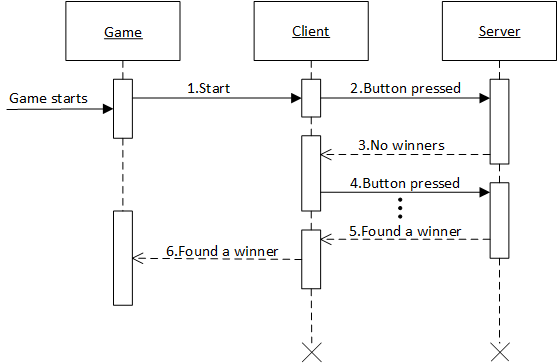 Game
Client
Server
Game starts
1.Start
2.Button pressed
3.No winners
4.Button pressed
5.Found a winner
6.Found a winner